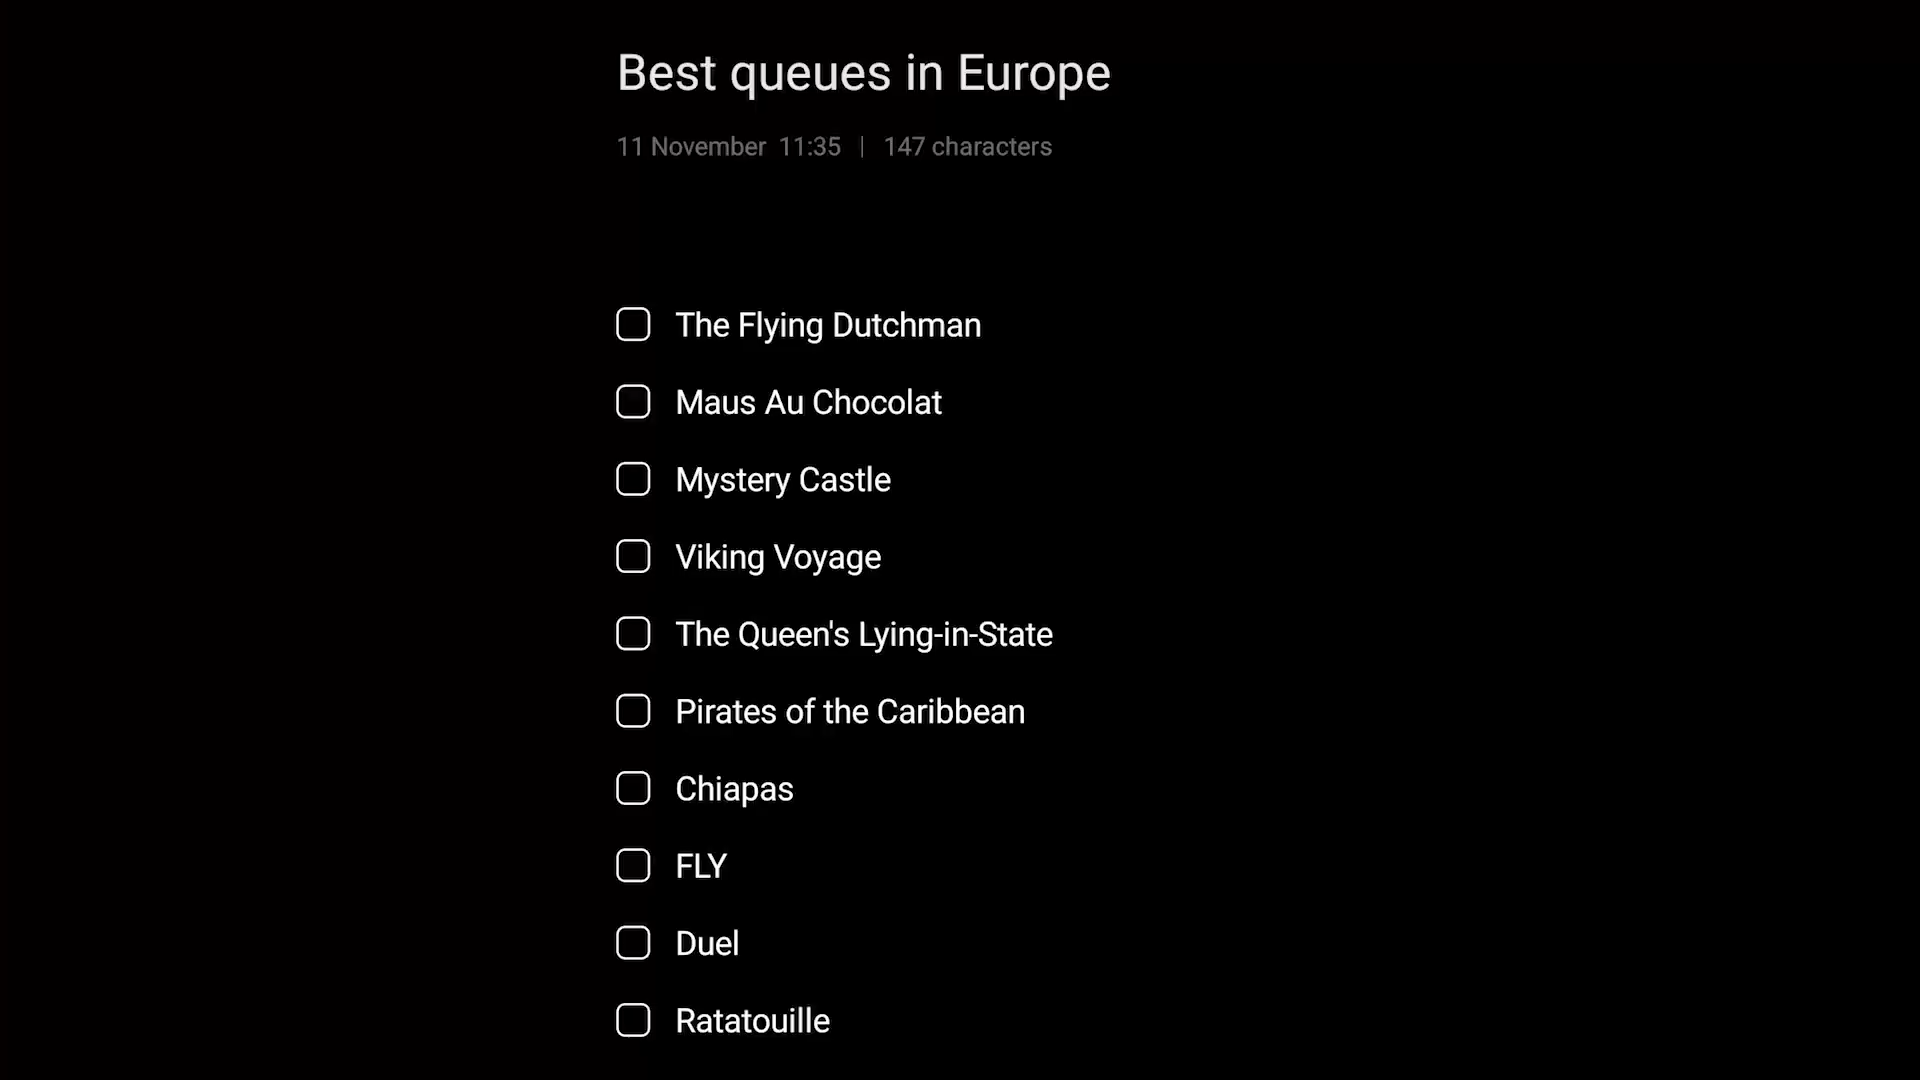 Best queues in Europe
11 November 11:35 | 147 characters
The Flying Dutchman
Maus Au Chocolat
Mystery Castle
Viking Voyage
The Queen's Lying-in-State
Pirates of the Caribbean
Chiapas
FLY
Duel
Ratatouille